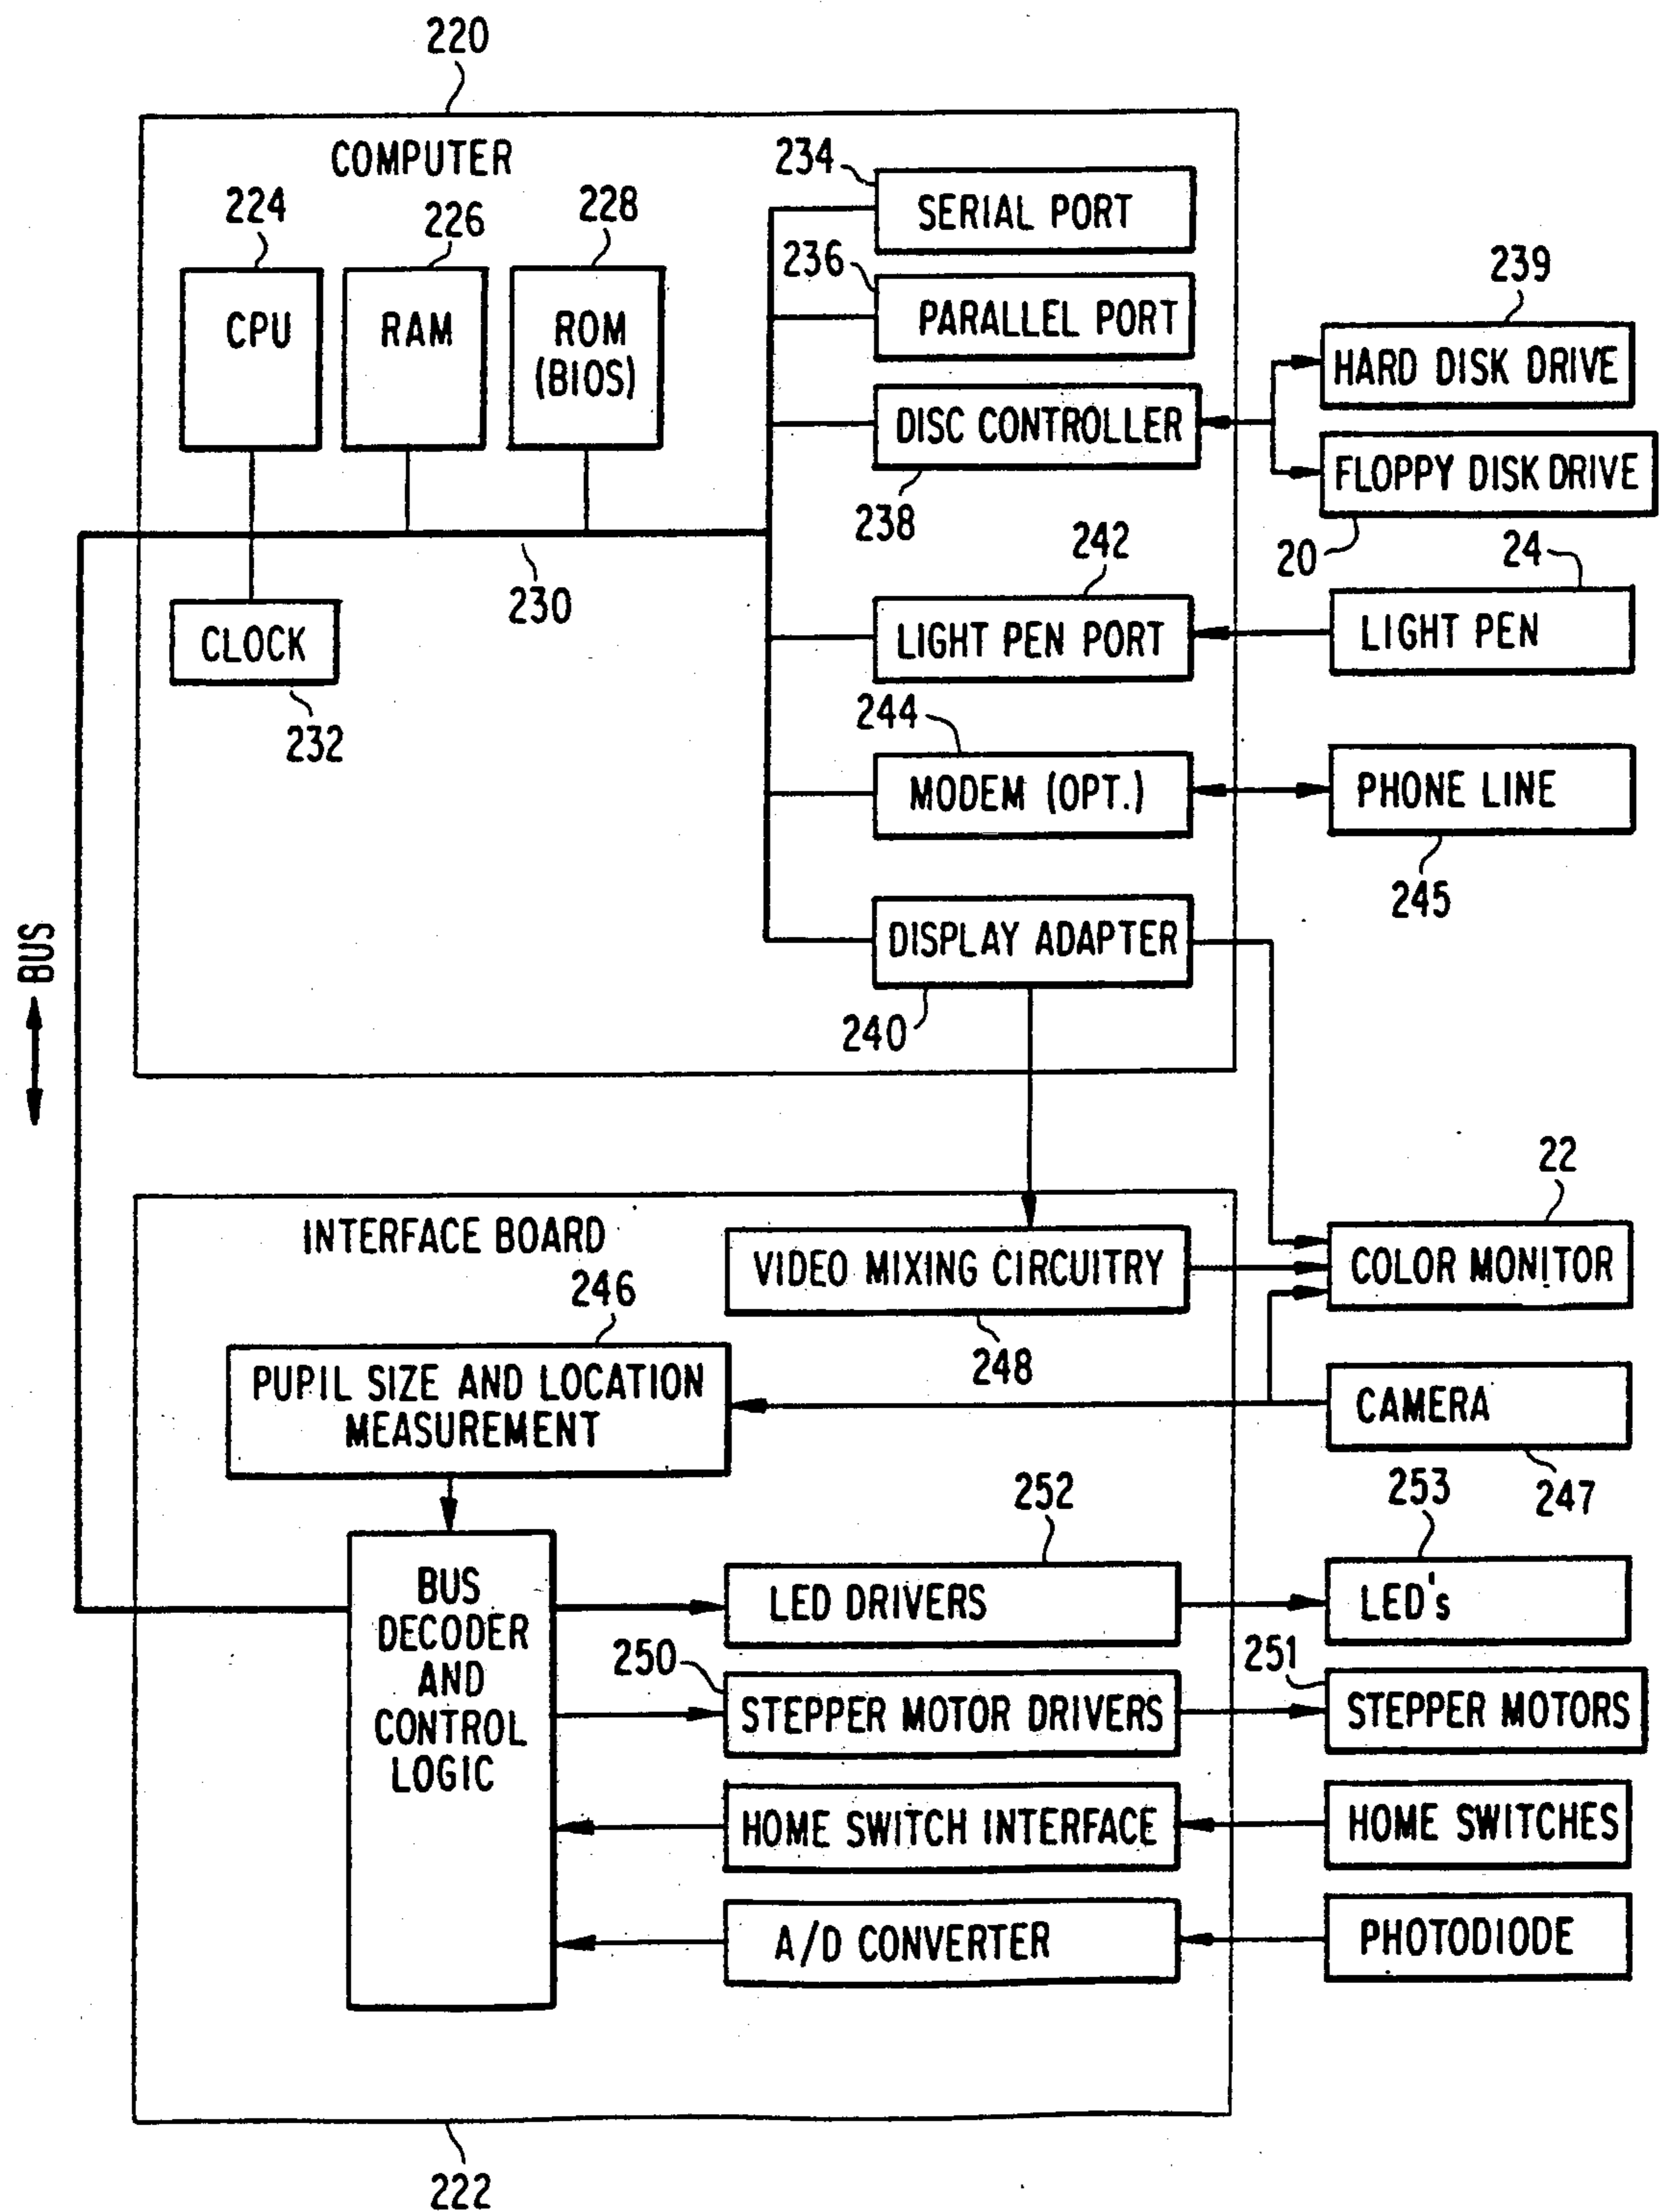 220
COMPUTER
224
226
228
CPU
RAM
ROM
(BIOS)
230
CLOCK
232
234
SERIAL PORT
236
PARALLEL PORT
DISC CONTROLLER
238
239
HARD DISK DRIVE
FLOPPY DISK DRIVE
20
242
LIGHT PEN PORT
24
LIGHT PEN
244
MODEM (OPT.)
PHONE LINE
245
DISPLAY ADAPTER
240
BUS
INTERFACE BOARD
VIDEO MIXING CIRCUITRY
248
22
COLOR MONITOR
246
PUPIL SIZE AND LOCATION
MEASUREMENT
CAMERA
247
BUS
DECODER
AND
CONTROL
LOGIC
252
LED DRIVERS
253
LED's
250
STEPPER MOTOR DRIVERS
251
STEPPER MOTORS
HOME SWITCH INTERFACE
HOME SWITCHES
A/D CONVERTER
PHOTODIODE
222